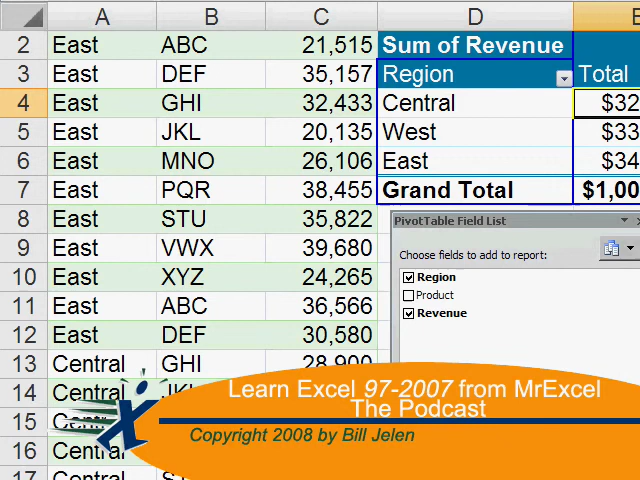 A B C D E
2 East ABC 21,515 Sum of Revenue
3 East DEF 35,157 Region Total
4 East GHI 32,433 Central $32
5 East JKL 20,135 West $33
6 East MNO 26,106 East $34
7 East PQR 38,455 Grand Total $1,00
8 East STU 35,822
PivotTable Field List
9 East VWX 39,680
Choose fields to add to report:
10 East XYZ 24,265 Region
Product
11 East ABC 36,566 Revenue
12 East DEF 30,580
13 Central GHI 28,900
14 Central
Learn Excel 97-2007 from MrExcel
The Podcast
15 Central
Copyright 2008 by Bill Jelen
16 Central
17 Central